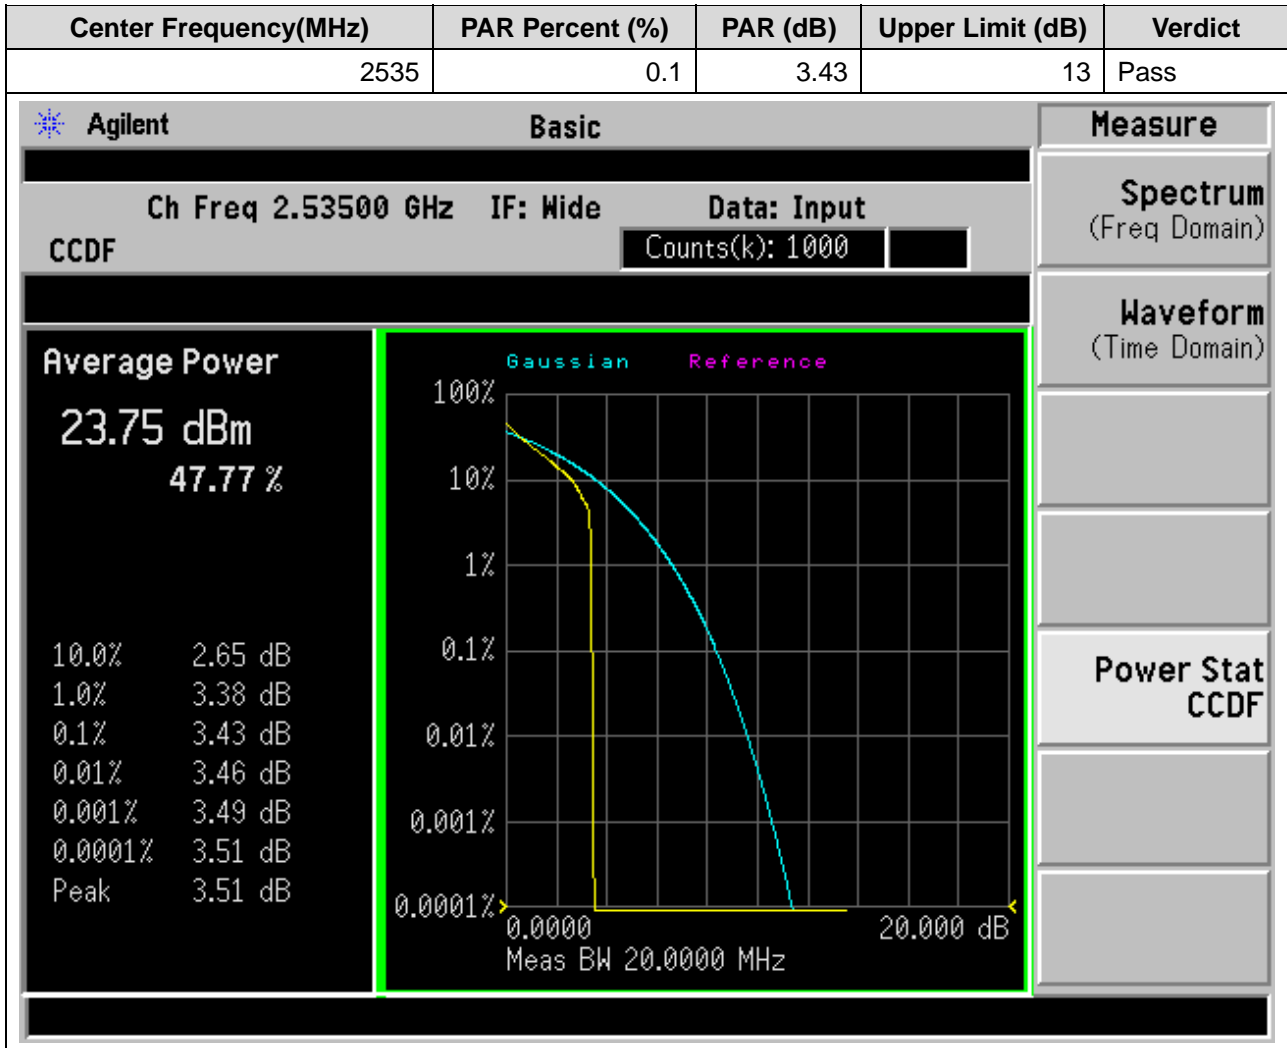 Center Frequency(MHz) PAR Percent (%) PAR (dB) Upper Limit (dB) Verdict
2535 0.1 3.43 13 Pass
Agilent Basic Measure
Ch Freq 2.53500 GHz IF: Wide Data: Input
CCDF Counts(k): 1000
Spectrum
(Freq Domain)
Waveform
(Time Domain)
Power Stat
CCDF
Average Power
23.75 dBm
47.77 %
10.0% 2.65 dB
1.0% 3.38 dB
0.1% 3.43 dB
0.01% 3.46 dB
0.001% 3.49 dB
0.0001% 3.51 dB
Peak 3.51 dB
Gaussian Reference
100%
10%
1%
0.1%
0.01%
0.001%
0.0001%
0.0000 20.000 dB
Meas BW 20.0000 MHz